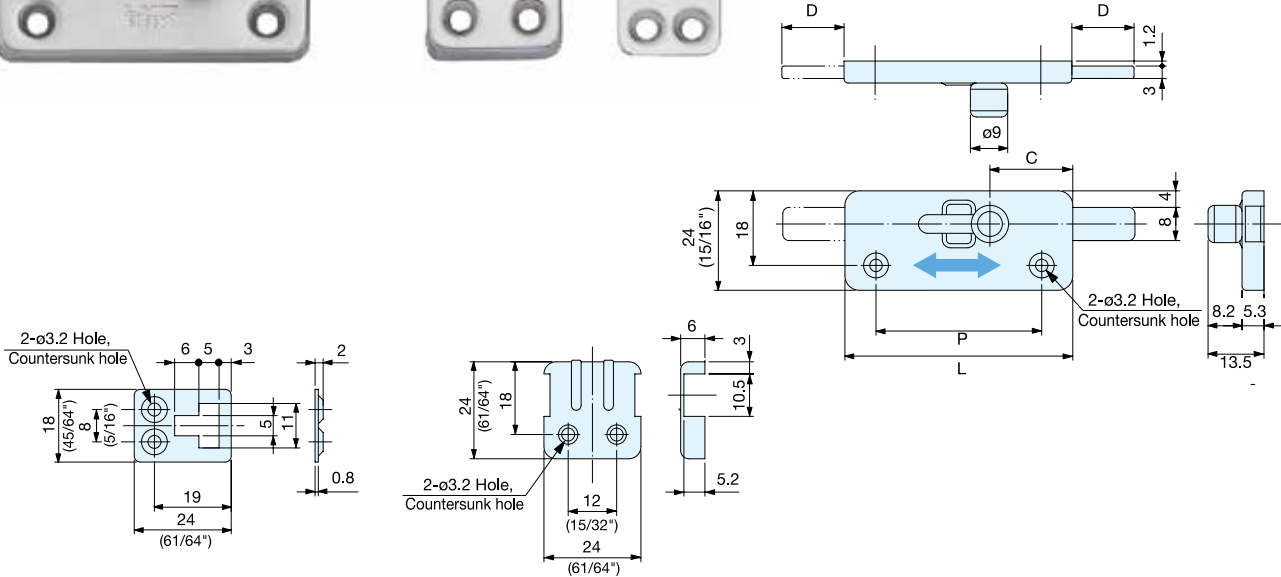 D
D
1.2
3
ø9
C
24
(15/16")
18
4
8
2-ø3.2 Hole,
Countersunk hole
P
L
8.2
5.3
13.5
2-ø3.2 Hole,
Countersunk hole
6
5
3
2
18
(45/64")
8
(5/16")
5
11
0.8
19
24
(61/64")
24
(61/64")
18
2-ø3.2 Hole,
Countersunk hole
12
(15/32")
24
(61/64")
6
3
10.5
5.2